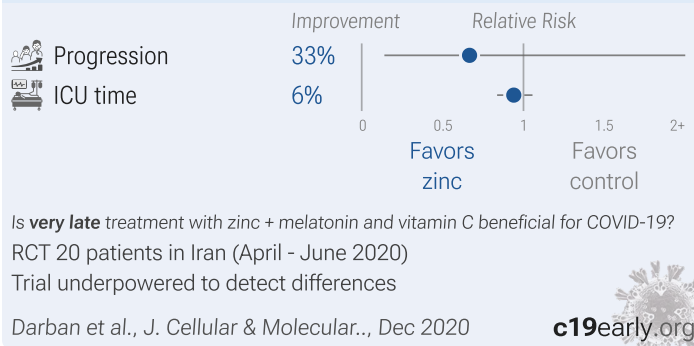 Improvement Relative Risk
Progression 33%
ICU time 6%
0 0.5 1 1.5 2+
Favors Favors
zinc control
Is very late treatment with zinc + melatonin and vitamin C beneficial for COVID-19?
RCT 20 patients in Iran (April - June 2020)
Trial underpowered to detect differences
Darban et al., J. Cellular & Molecular.., Dec 2020 c19early.org